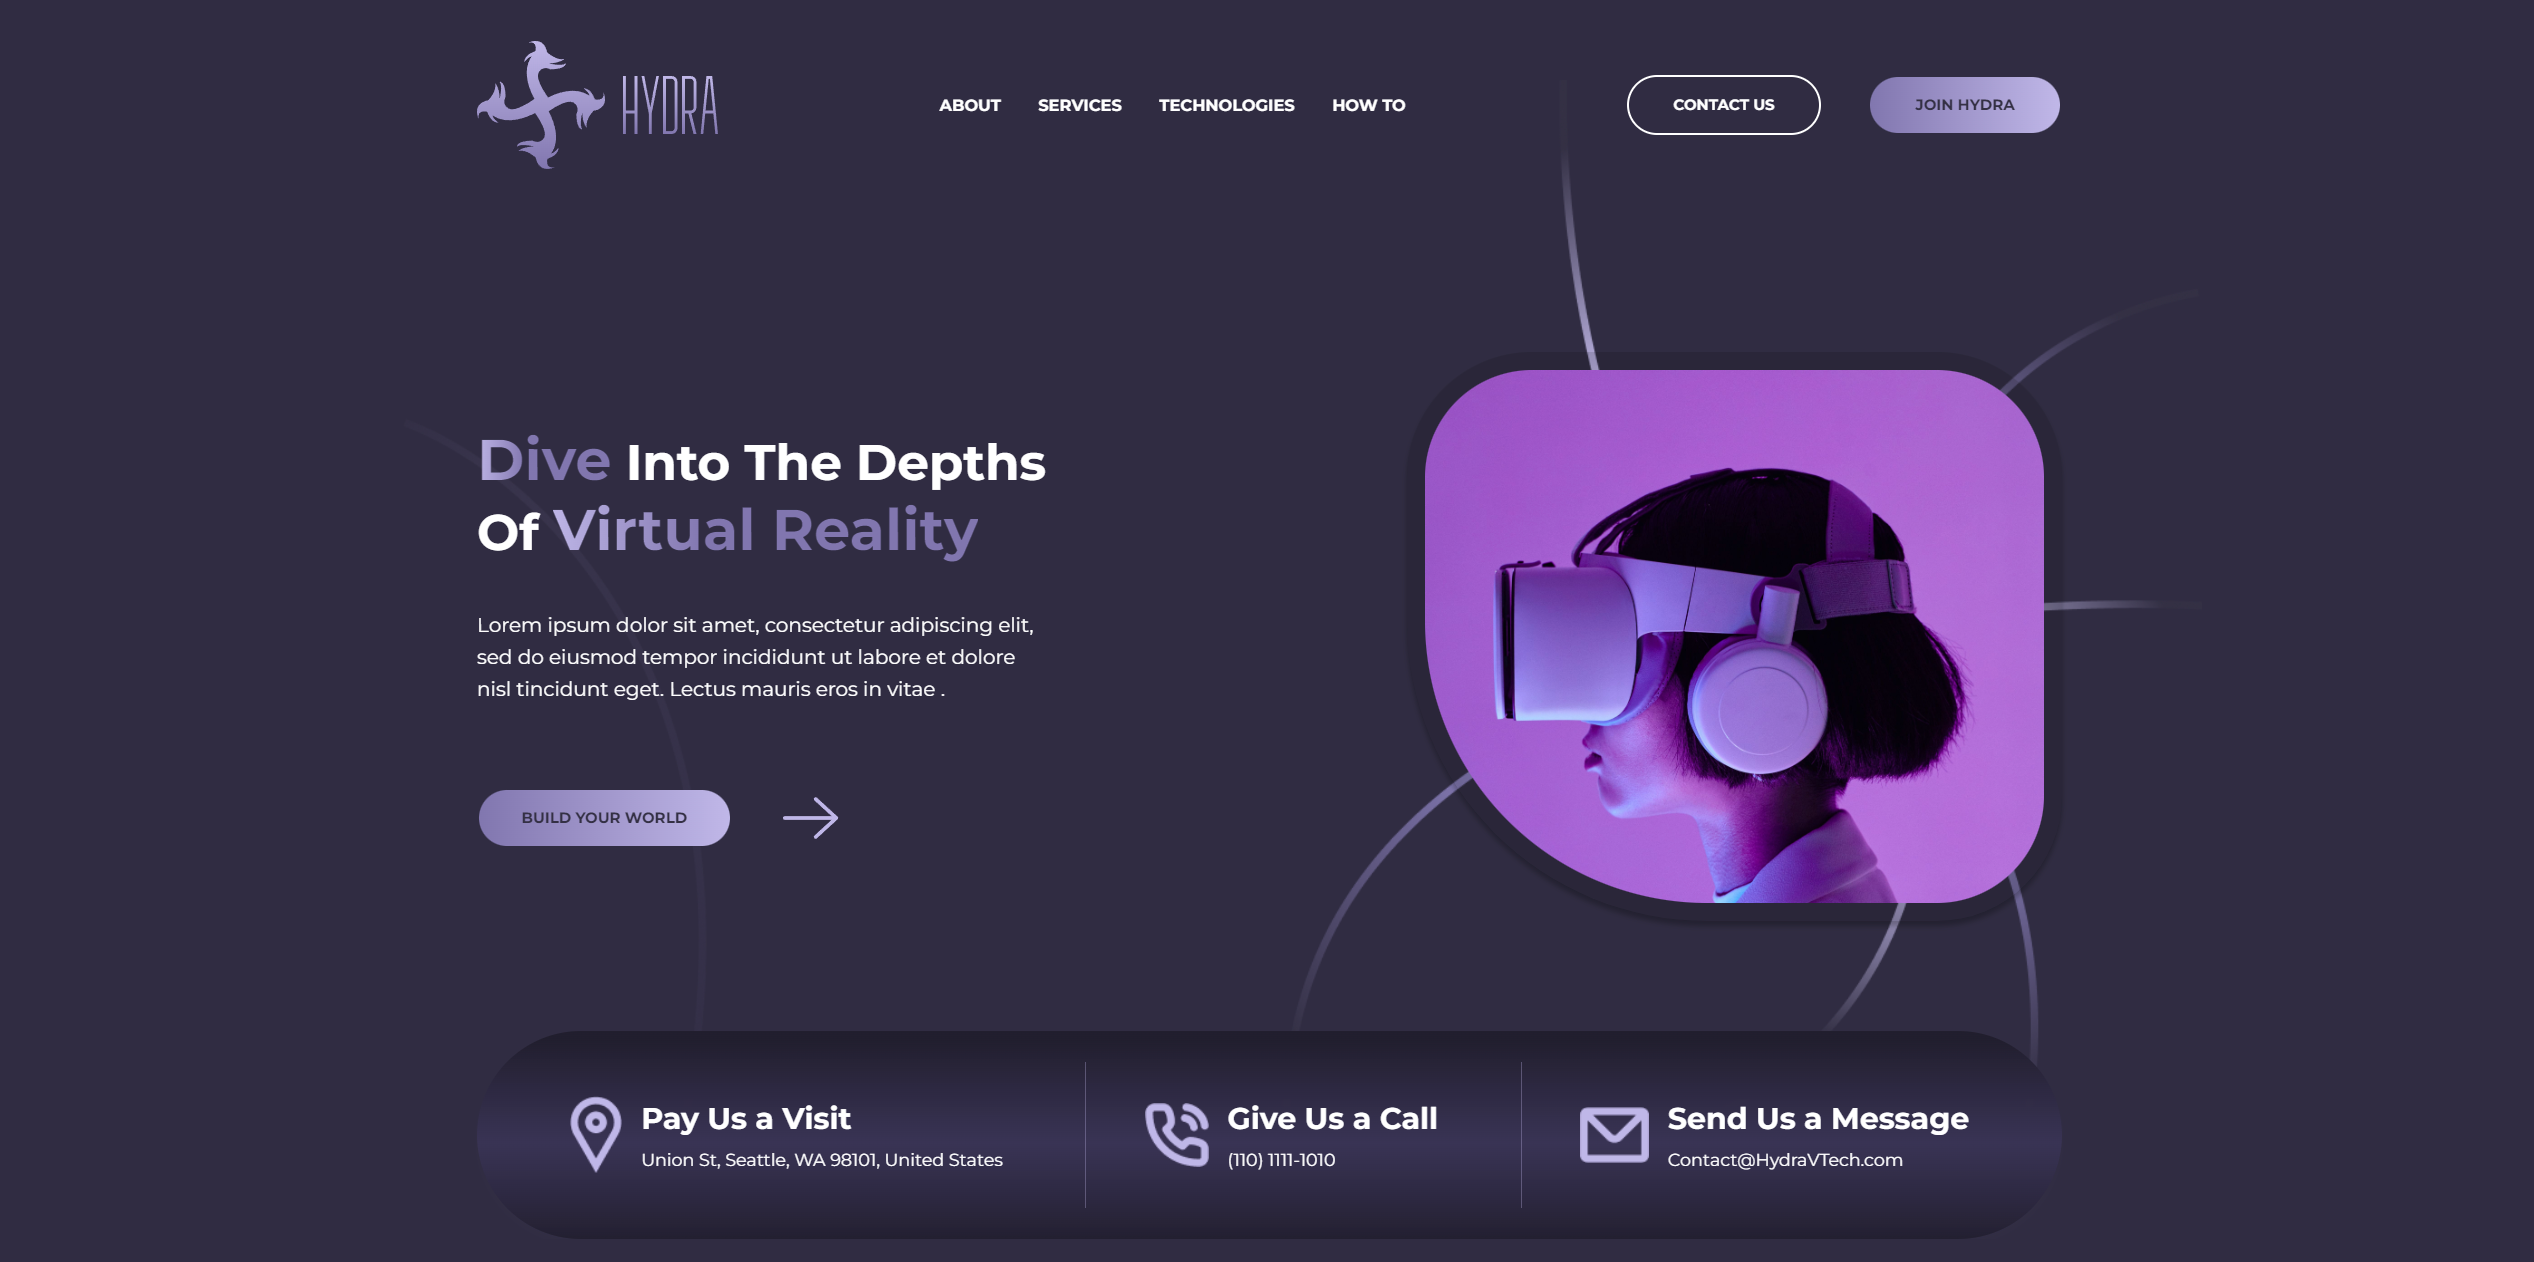 HYDRA
ABOUT SERVICES TECHNOLOGIES HOW TO
CONTACT US
JOIN HYDRA
Dive Into The Depths
Of Virtual Reality
Lorem ipsum dolor sit amet, consectetur adipiscing elit,
sed do eiusmod tempor incididunt ut labore et dolore
nisl tincidunt eget. Lectus mauris eros in vitae .
BUILD YOUR WORLD
Pay Us a Visit
Union St, Seattle, WA 98101, United States
Give Us a Call
(110) 1111-1010
Send Us a Message
Contact@HydraVTech.com